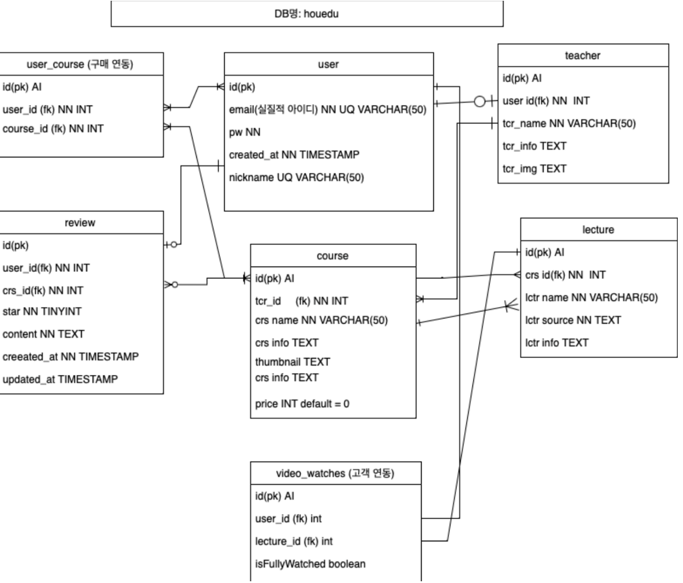 DB명: houedu
user_course (구매 연동)
id(pk) AI
user_id (fk) NN INT
course_id (fk) NN INT
user
id(pk)
email(실질적 아이디) NN UQ VARCHAR(50)
pw NN
created_at NN TIMESTAMP
nickname UQ VARCHAR(50)
teacher
id(pk) AI
user id(fk) NN INT
tcr_name NN VARCHAR(50)
tcr_info TEXT
tcr_img TEXT
review
id(pk)
user_id(fk) NN INT
crs_id(fk) NN INT
star NN TINYINT
content NN TEXT
creeated_at NN TIMESTAMP
updated_at TIMESTAMP
course
id(pk) AI
tcr_id (fk) NN INT
crs name NN VARCHAR(50)
crs info TEXT
thumbnail TEXT
crs info TEXT
price INT default = 0
lecture
id(pk) AI
crs id(fk) NN INT
lctr name NN VARCHAR(50)
lctr source NN TEXT
lctr info TEXT
video_watches (고객 연동)
id(pk) AI
user_id (fk) int
lecture_id (fk) int
isFullyWatched boolean